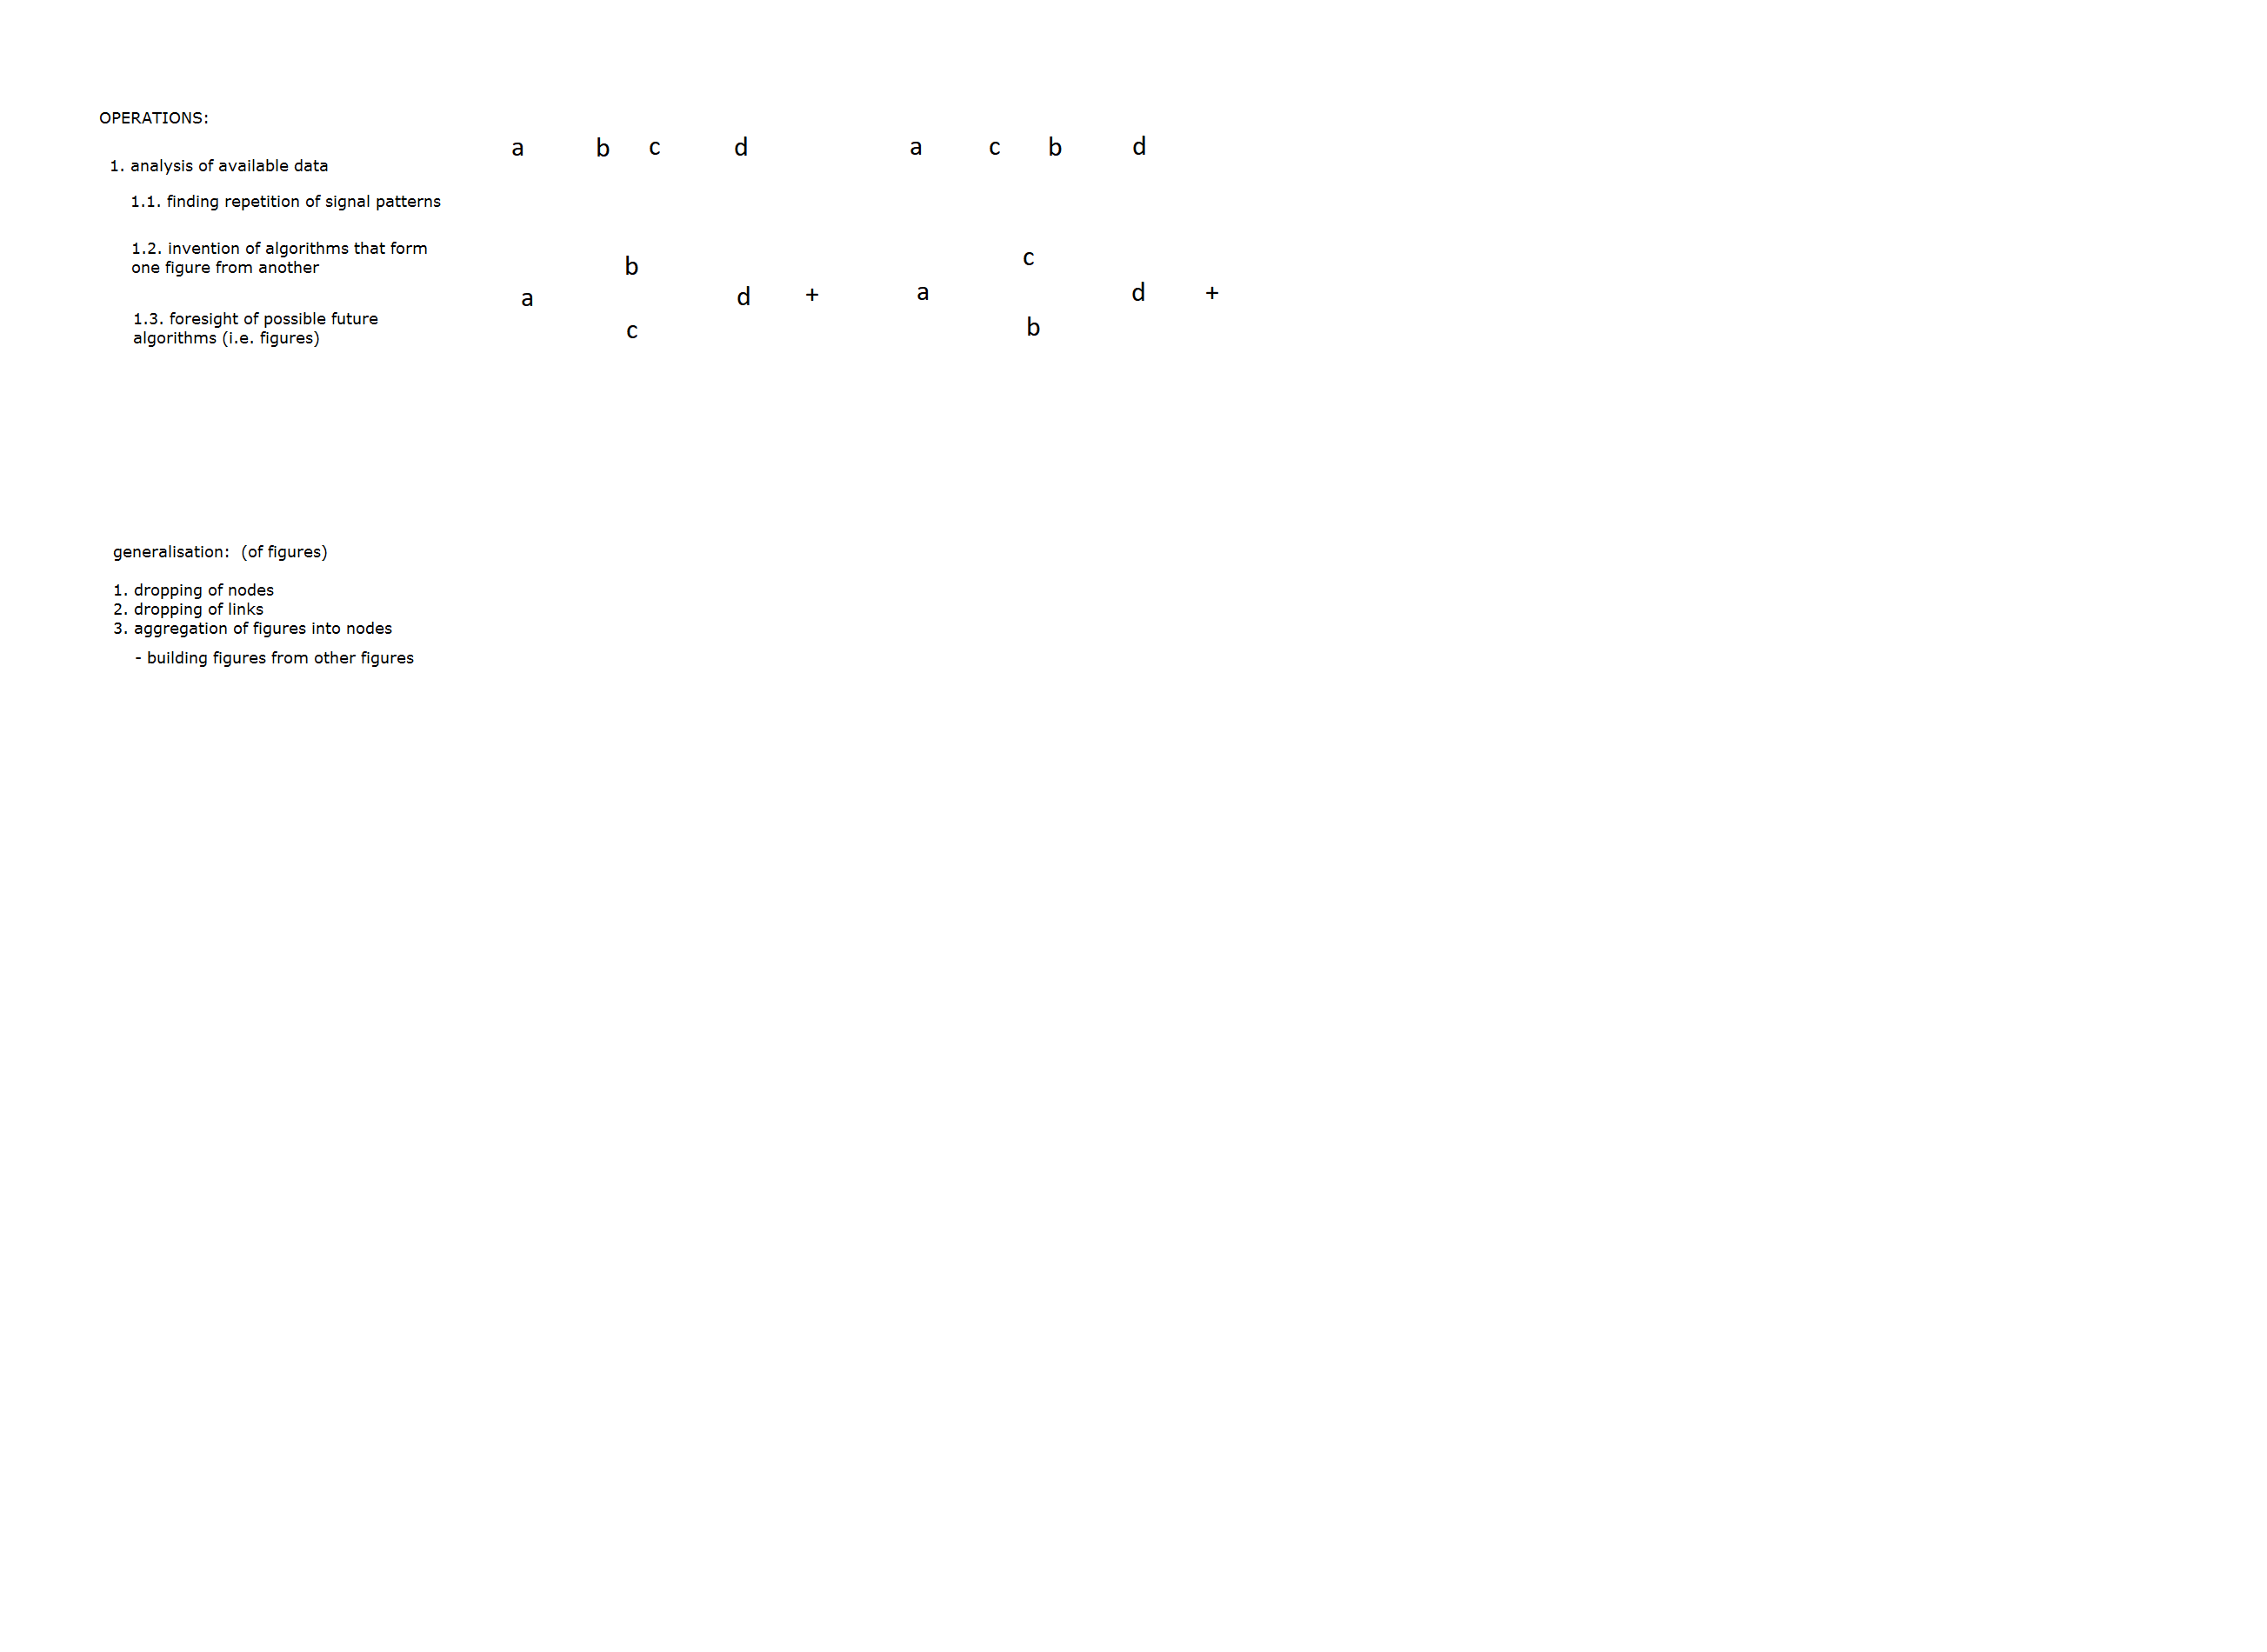 OPERATIONS:
a b c d a c b d
1. analysis of available data
1.1. finding repetition of signal patterns
1.2. invention of algorithms that form
one figure from another
b c
a d + a d +
c b
1.3. foresight of possible future
algorithms (i.e. figures)
generalisation: (of figures)
1. dropping of nodes
2. dropping of links
3. aggregation of figures into nodes
- building figures from other figures